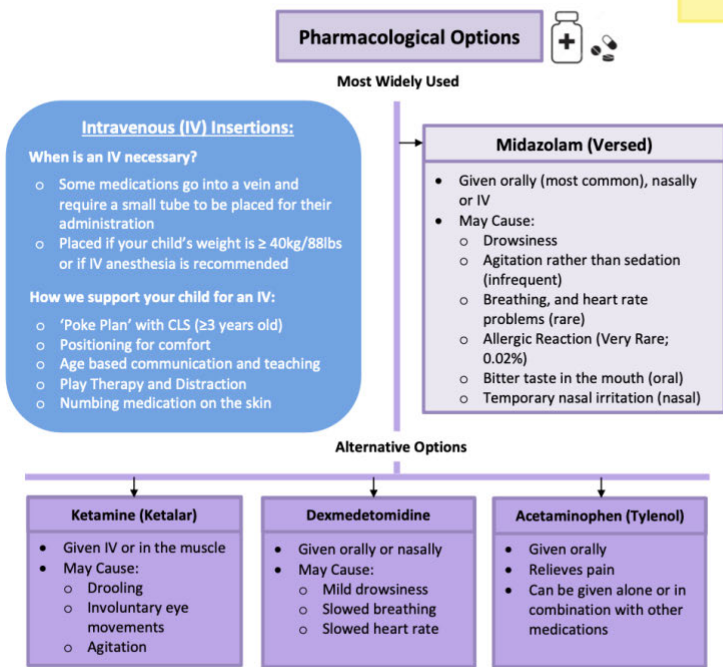 Pharmacological Options
Most Widely Used
Intravenous (IV) Insertions:
When is an IV necessary?
o Some medications go into a vein and
require a small tube to be placed for their
administration
o Placed if your child's weight is ≥ 40kg/88lbs
or if IV anesthesia is recommended
How we support your child for an IV:
o 'Poke Plan' with CLS (≥3 years old)
o Positioning for comfort
o Age based communication and teaching
o Play Therapy and Distraction
o Numbing medication on the skin
Midazolam (Versed)
• Given orally (most common), nasally
or IV
• May Cause:
o Drowsiness
o Agitation rather than sedation
(infrequent)
o Breathing, and heart rate
problems (rare)
o Allergic Reaction (Very Rare;
0.02%)
o Bitter taste in the mouth (oral)
o Temporary nasal irritation (nasal)
Alternative Options
Ketamine (Ketalar)
• Given IV or in the muscle
• May Cause:
o Drooling
o Involuntary eye
movements
o Agitation
Dexmedetomidine
• Given orally or nasally
• May Cause:
o Mild drowsiness
o Slowed breathing
o Slowed heart rate
Acetaminophen (Tylenol)
• Given orally
• Relieves pain
• Can be given alone or in
combination with other
medications